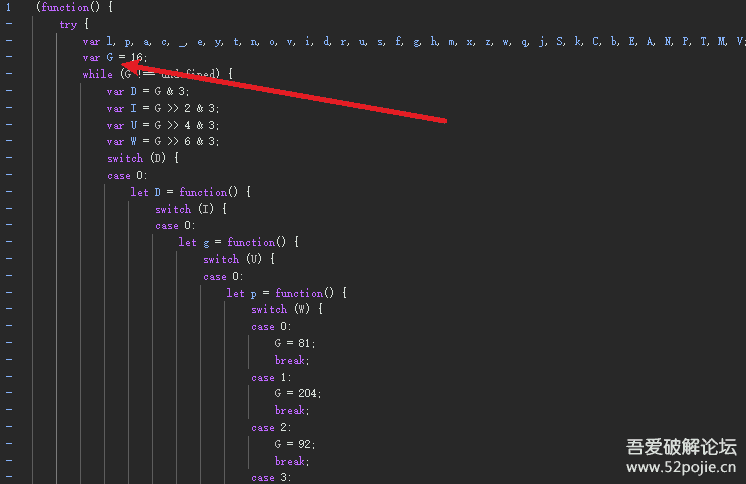 1 (function() {
try {
var l, p, a, c, _, e, y, t, n, o, v, i, d, r, u, s, f, g, h, m, x, z, w, q, j, S, k, C, b, E, A, N, P, T, M, V,
var G = 16;
while (G !== undefined) {
var D = G & 3;
var I = G >> 2 & 3;
var U = G >> 4 & 3;
var W = G >> 6 & 3;
switch (D) {
case 0:
let D = function() {
switch (I) {
case 0:
let g = function() {
switch (U) {
case 0:
let p = function() {
switch (W) {
case 0:
G = 81;
break;
case 1:
G = 204;
break;
case 2:
G = 92;
break;
case 3:
吾爱破解论坛
www.52pojie.cn